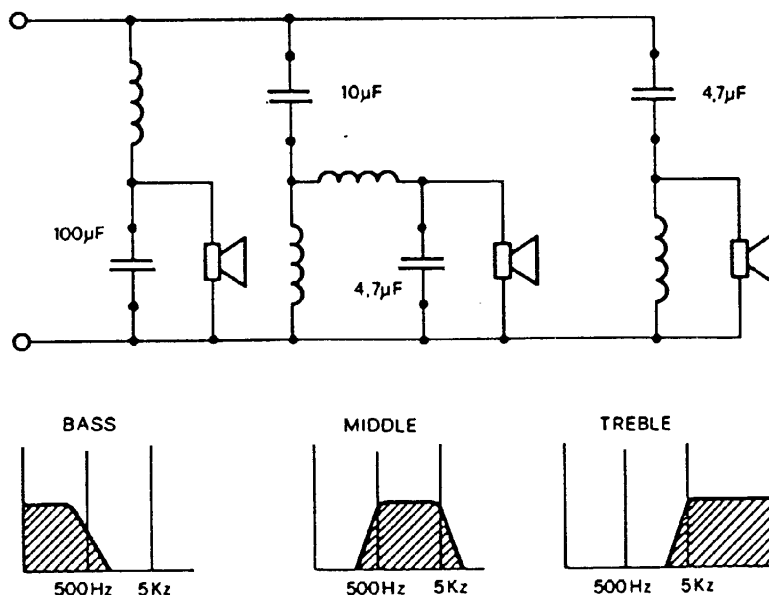 10µF
4,7µF
100µF
4,7µF
BASS
MIDDLE
TREBLE
500Hz 5Kz
500Hz 5Kz
500Hz 5Kz